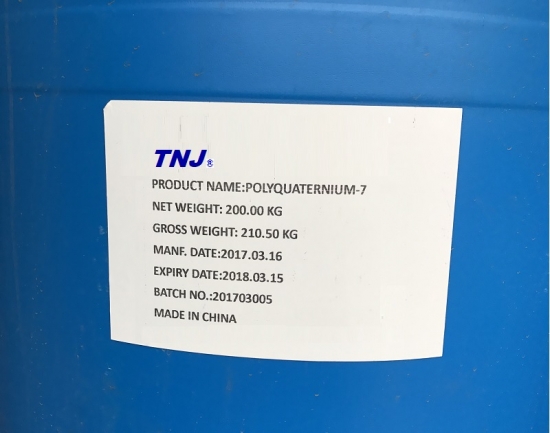 TNJ®
PRODUCT NAME:POLYQUATERNIUM-7
NET WEIGHT: 200.00 KG
GROSS WEIGHT: 210.50 KG
MANF. DATE:2017.03.16
EXPIRY DATE:2018.03.15
BATCH NO.:201703005
MADE IN CHINA